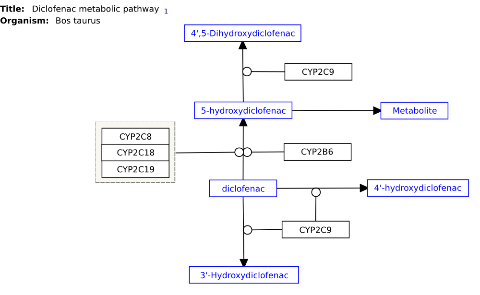 Title: Diclofenac metabolic pathway 1
Organism: Bos taurus
4',5-Dihydroxydiclofenac
CYP2C9
5-hydroxydiclofenac
Metabolite
CYP2C8
CYP2C18
CYP2C19
CYP2B6
diclofenac
4'-hydroxydiclofenac
CYP2C9
3'-Hydroxydiclofenac